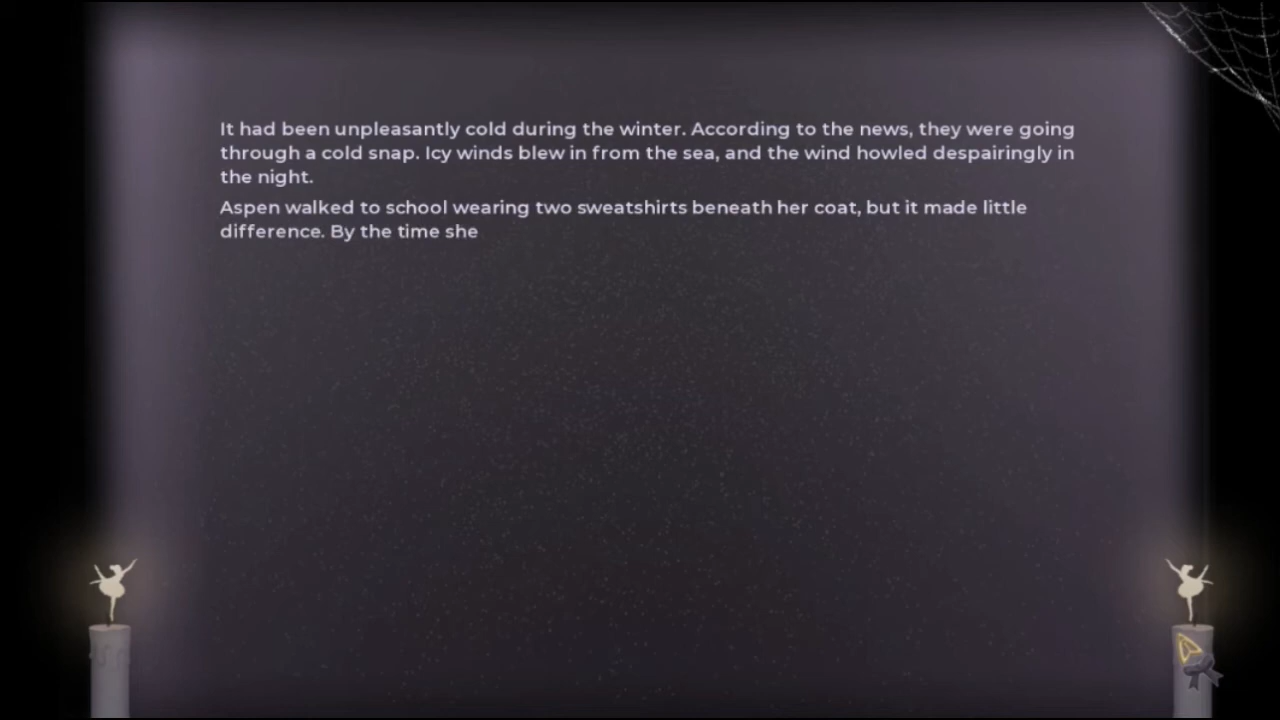 It had been unpleasantly cold during the winter. According to the news, they were going
through a cold snap. Icy winds blew in from the sea, and the wind howled despairingly in
the night.
Aspen walked to school wearing two sweatshirts beneath her coat, but it made little
difference. By the time she